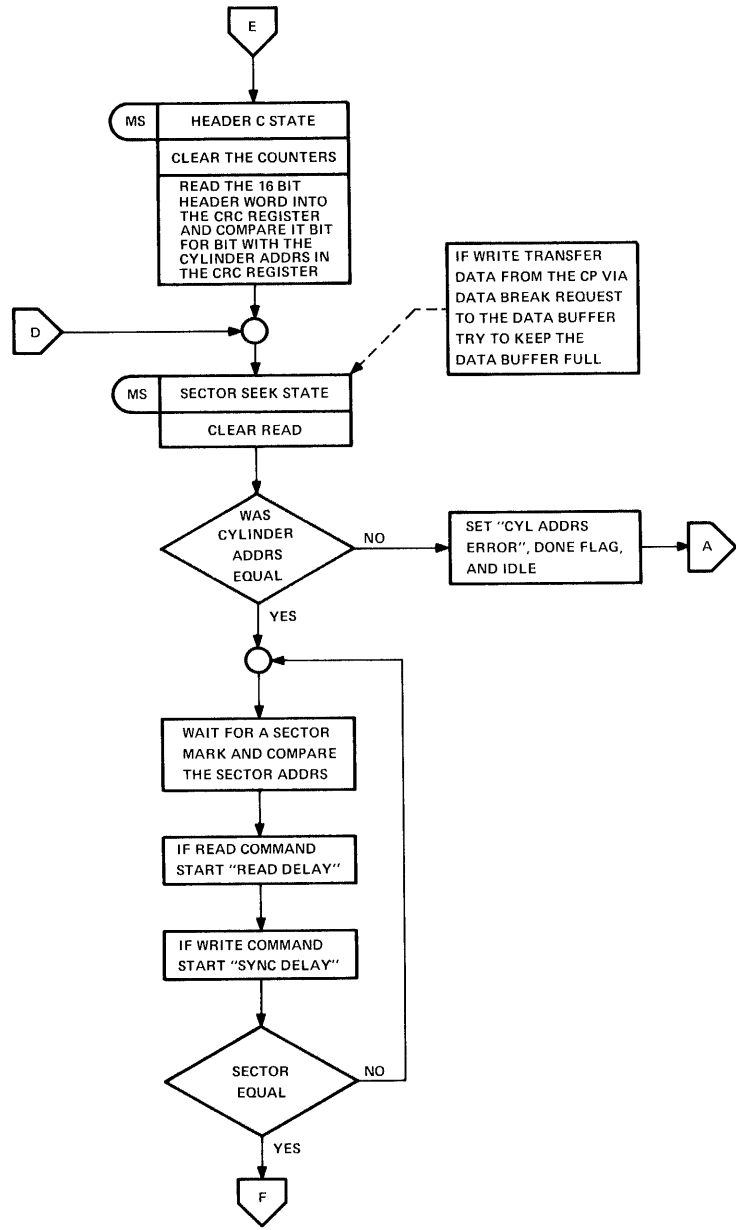 E
MS
HEADER C STATE
CLEAR THE COUNTERS
READ THE 16 BIT
HEADER WORD INTO
THE CRC REGISTER
AND COMPARE IT BIT
FOR BIT WITH THE
CYLINDER ADDRS IN
THE CRC REGISTER
IF WRITE TRANSFER
DATA FROM THE CP VIA
DATA BREAK REQUEST
TO THE DATA BUFFER
TRY TO KEEP THE
DATA BUFFER FULL
D
MS
SECTOR SEEK STATE
CLEAR READ
WAS
CYLINDER
ADDRS
EQUAL
NO
SET "CYL ADDRS
ERROR", DONE FLAG,
AND IDLE
A
YES
WAIT FOR A SECTOR
MARK AND COMPARE
THE SECTOR ADDRS
IF READ COMMAND
START "READ DELAY"
IF WRITE COMMAND
START "SYNC DELAY"
SECTOR
EQUAL
NO
YES
F